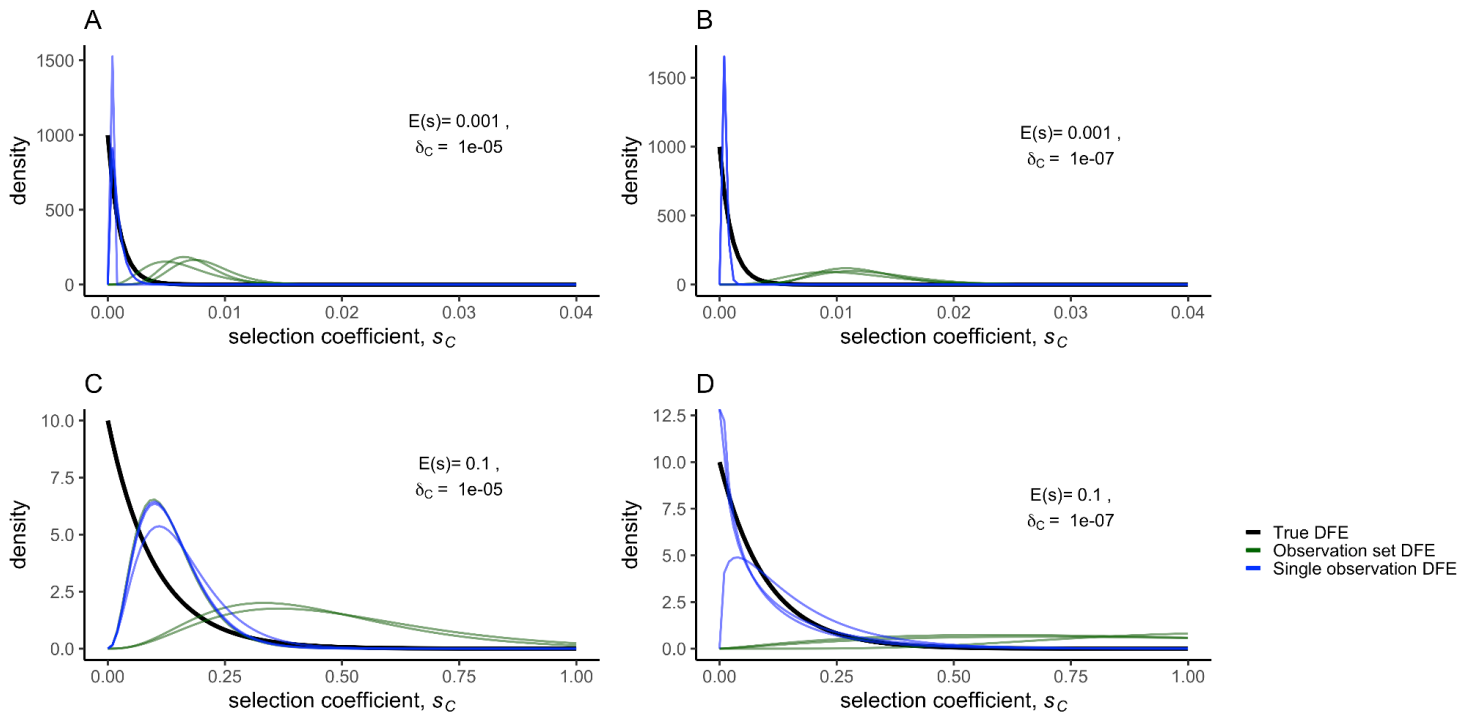 A
1500
1000
500
0
density
E(s)= 0.001 ,
δC = 1e-05
0.00 0.01 0.02 0.03 0.04
selection coefficient, sC
B
1500
1000
500
0
density
E(s)= 0.001 ,
δC = 1e-07
0.00 0.01 0.02 0.03 0.04
selection coefficient, sC
C
10.0
7.5
5.0
2.5
0.0
density
E(s)= 0.1 ,
δC = 1e-05
0.00 0.25 0.50 0.75 1.00
selection coefficient, sC
D
12.5
10.0
7.5
5.0
2.5
0.0
density
E(s)= 0.1 ,
δC = 1e-07
0.00 0.25 0.50 0.75 1.00
selection coefficient, sC
True DFE
Observation set DFE
Single observation DFE